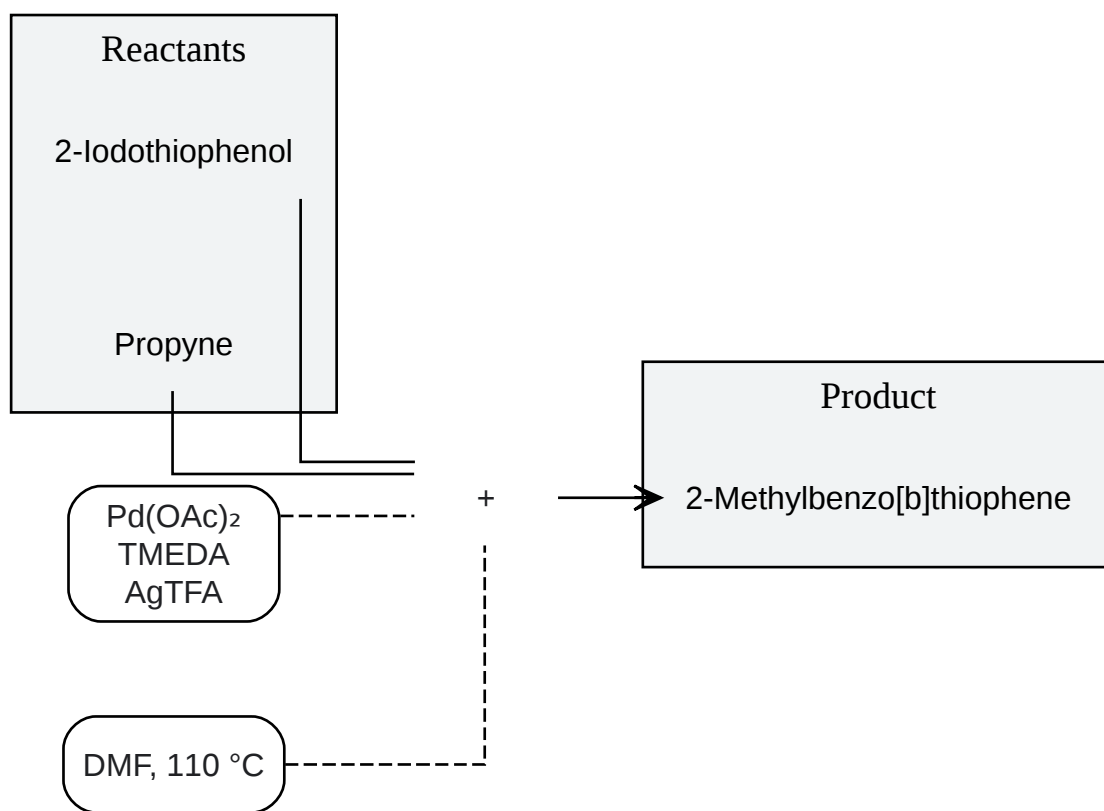 Reactants
2-Iodothiophenol
Propyne
Pd(OAc)₂
TMEDA
AgTFA
DMF, 110 °C
+
Product
2-Methylbenzo[b]thiophene